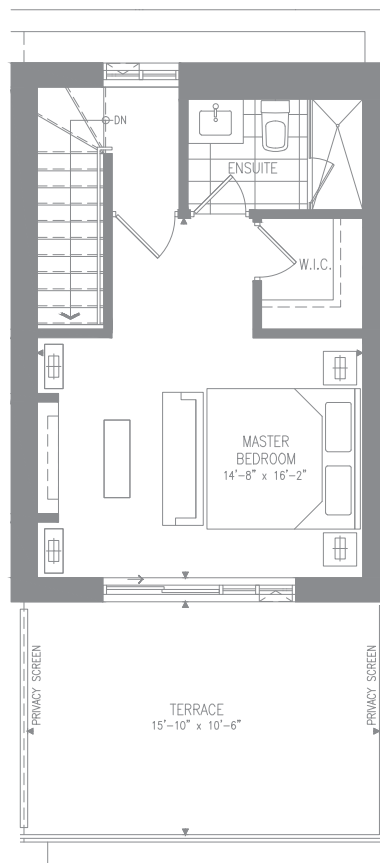 DN
ENSUITE
W.I.C.
MASTER
BEDROOM
14'-8" x 16'-2"
PRIVACY SCREEN
TERRACE
15'-10" x 10'-6"
PRIVACY SCREEN